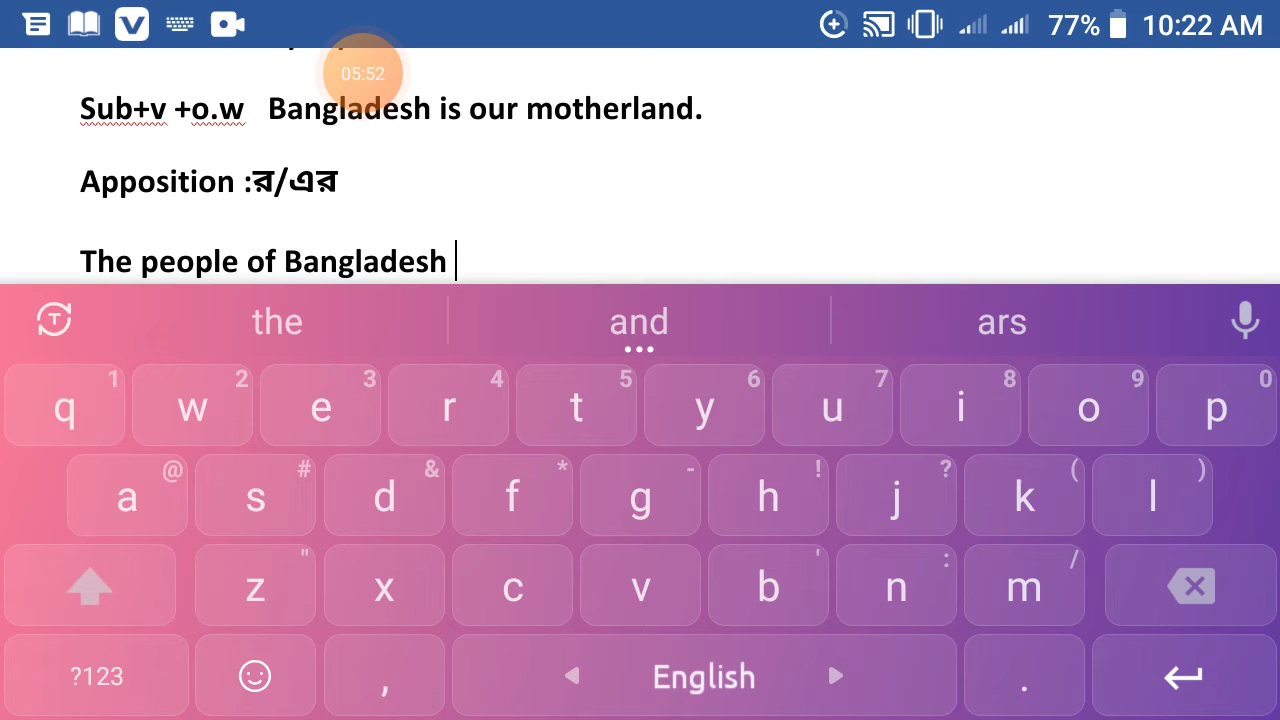 77% 10:22 AM
05:52
Sub+v +o.w Bangladesh is our motherland.
Apposition :র/এর
The people of Bangladesh
the and ars
1 2 3 4 5 6 7 8 9 0
q w e r t y u i o p
@ # & * - ! ? ( )
a s d f g h j k l
" ' : /
z x c v b n m
?123 , English .